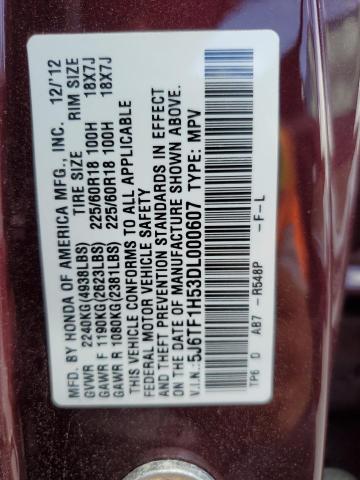 MFD. BY HONDA OF AMERICA MFG., INC. 12/'12
TIRE SIZE RIM SIZE
GVWR 2240KG(4938LBS)
GAWR F 1190KG(2623LBS) 225/60R18 100H 18X7J
GAWR R 1080KG(2381LBS) 225/60R18 100H 18X7J
THIS VEHICLE CONFORMS TO ALL APPLICABLE
FEDERAL MOTOR VEHICLE SAFETY
AND THEFT PREVENTION STANDARDS IN EFFECT
ON THE DATE OF MANUFACTURE SHOWN ABOVE.
V.I.N.:5J6TF1H53DL000607 TYPE: MPV
-F-L
TP6 D AB7 -R548P